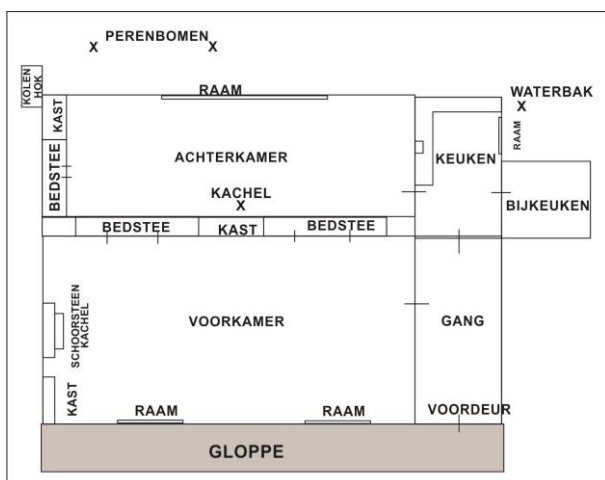 PERENBOMEN
X X
KOLEN
HOK
RAAM
WATERBAK
X
KAST
RAAM
ACHTERKAMER
KEUKEN
BEDSTEE
KACHEL
X
BIJKEUKEN
BEDSTEE
KAST
BEDSTEE
SCHOORSTEEN
KACHEL
VOORKAMER
GANG
KAST
RAAM
RAAM
VOORDEUR
GLOPPE